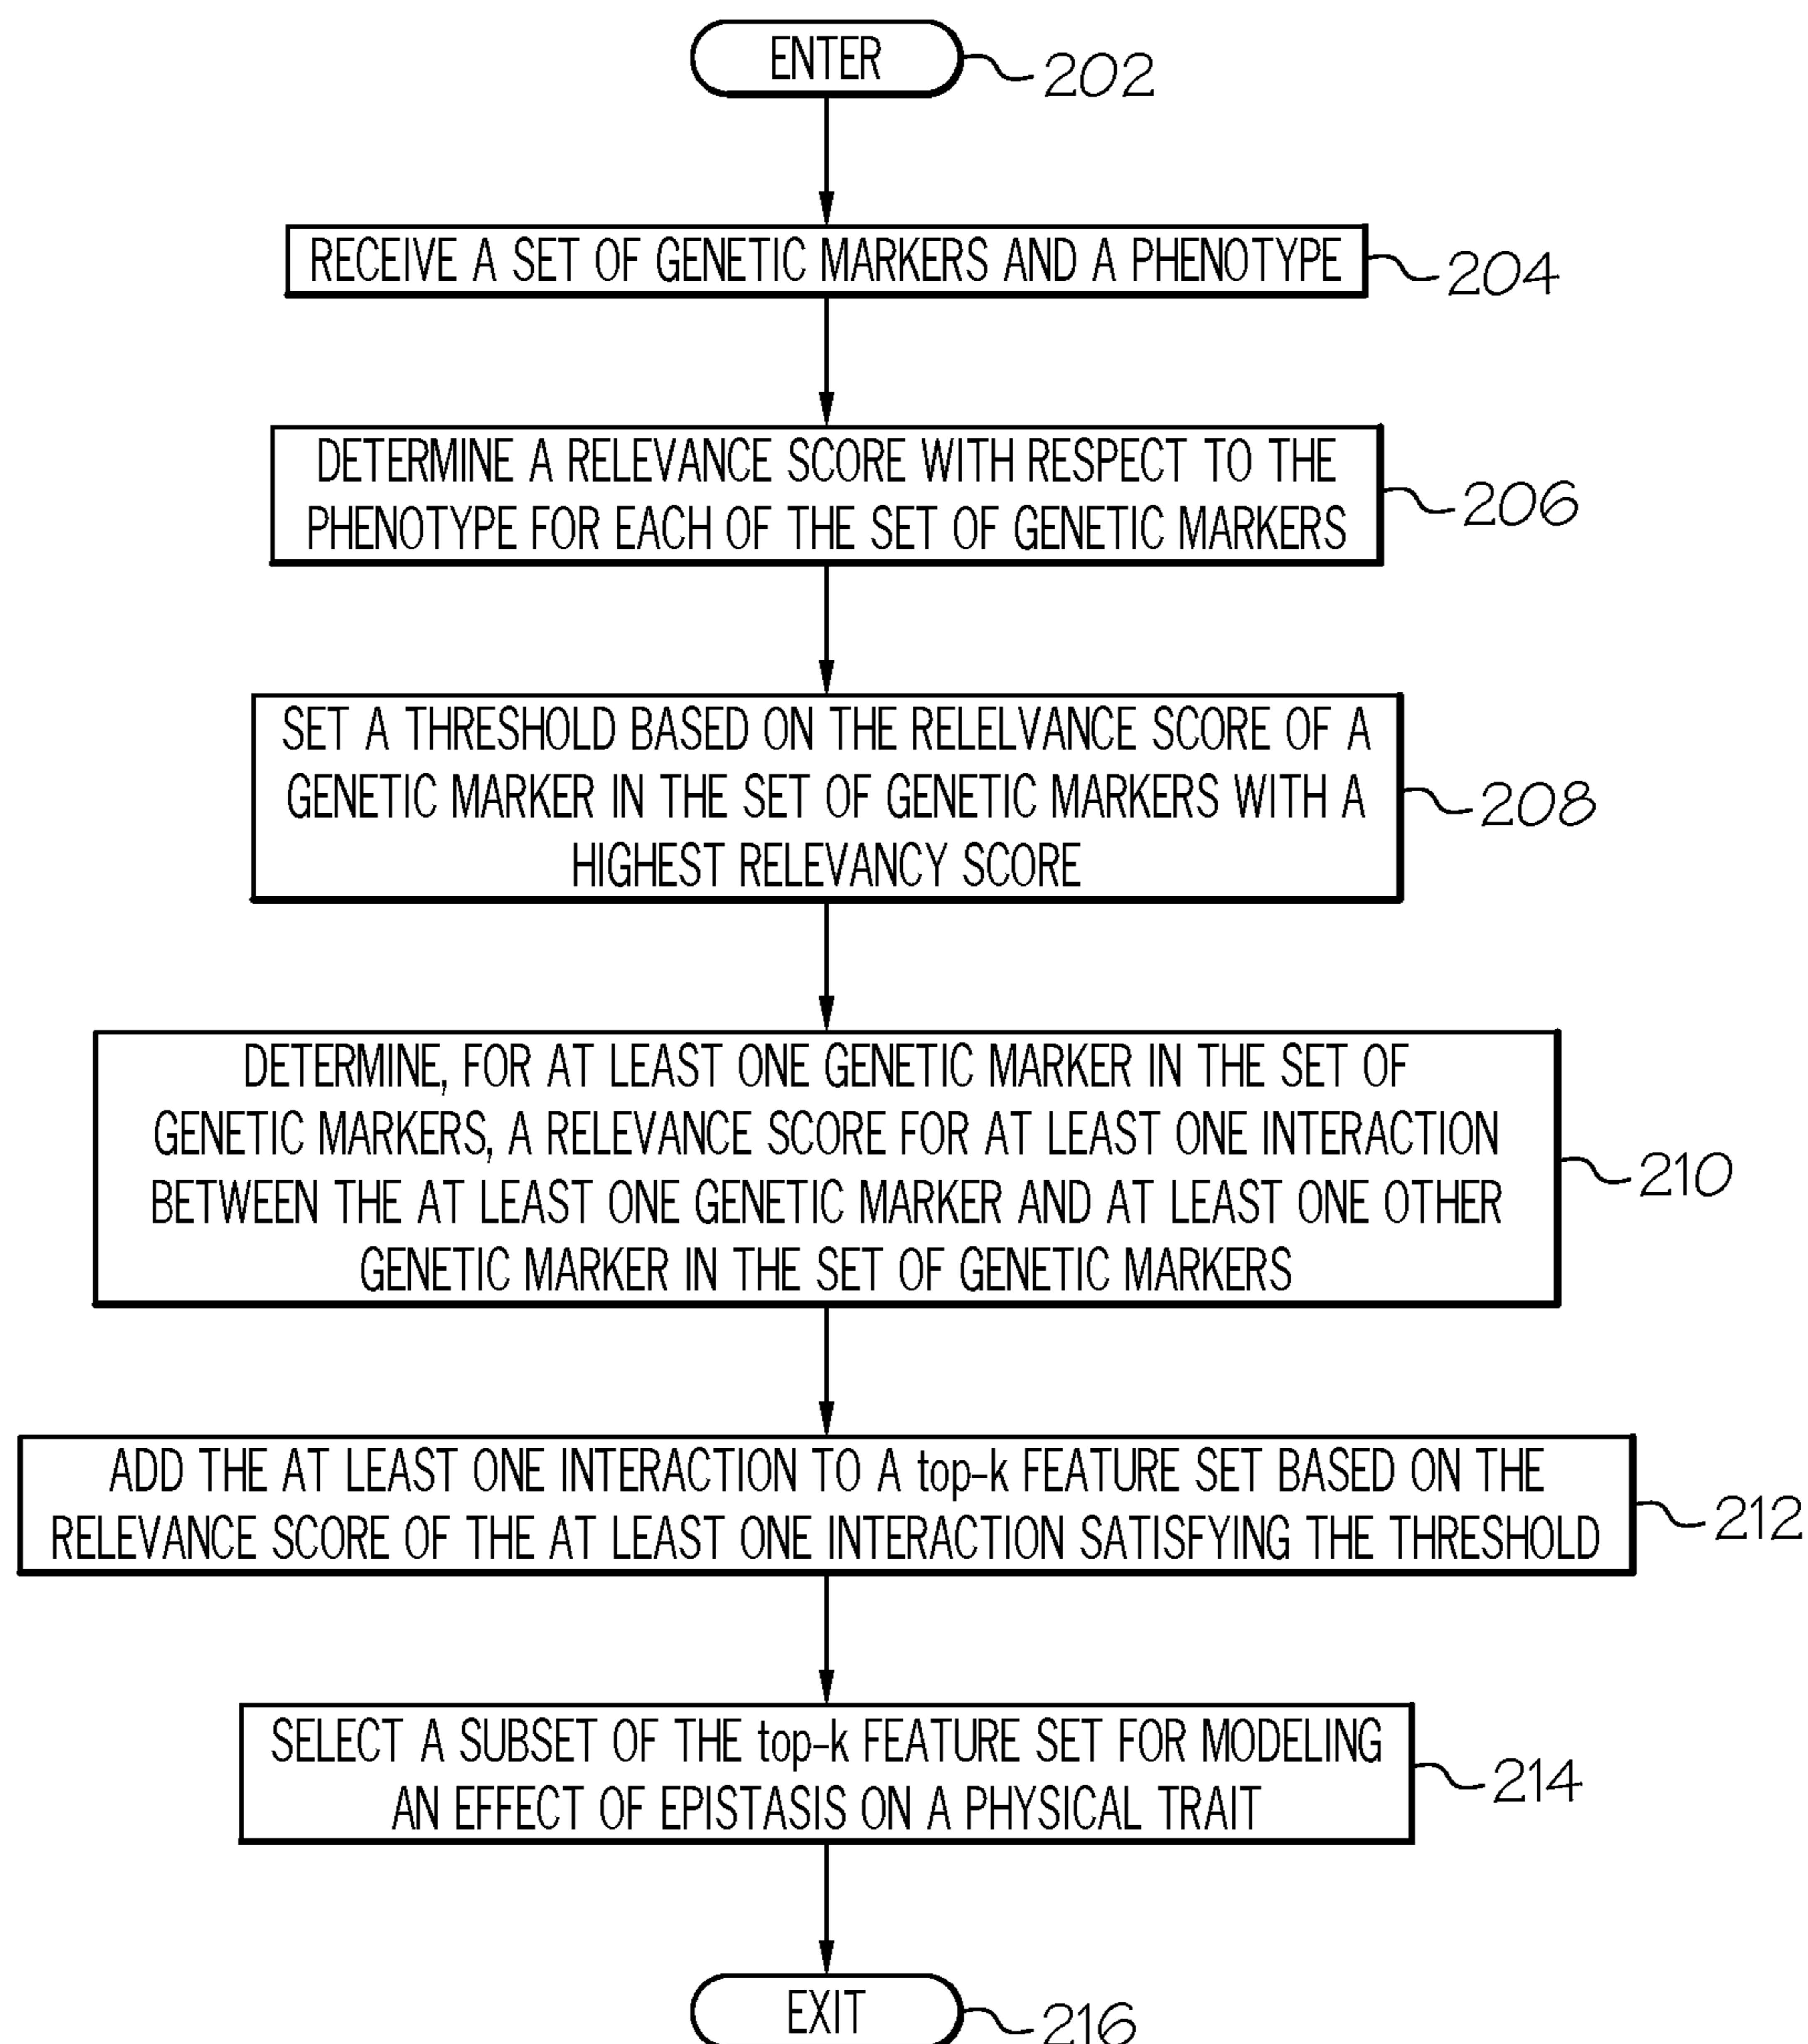 ENTER
202
RECEIVE A SET OF GENETIC MARKERS AND A PHENOTYPE
204
DETERMINE A RELEVANCE SCORE WITH RESPECT TO THE
PHENOTYPE FOR EACH OF THE SET OF GENETIC MARKERS
206
SET A THRESHOLD BASED ON THE RELELVANCE SCORE OF A
GENETIC MARKER IN THE SET OF GENETIC MARKERS WITH A
HIGHEST RELEVANCY SCORE
208
DETERMINE, FOR AT LEAST ONE GENETIC MARKER IN THE SET OF
GENETIC MARKERS, A RELEVANCE SCORE FOR AT LEAST ONE INTERACTION
BETWEEN THE AT LEAST ONE GENETIC MARKER AND AT LEAST ONE OTHER
GENETIC MARKER IN THE SET OF GENETIC MARKERS
210
ADD THE AT LEAST ONE INTERACTION TO A top-k FEATURE SET BASED ON THE
RELEVANCE SCORE OF THE AT LEAST ONE INTERACTION SATISFYING THE THRESHOLD
212
SELECT A SUBSET OF THE top-k FEATURE SET FOR MODELING
AN EFFECT OF EPISTASIS ON A PHYSICAL TRAIT
214
EXIT
216